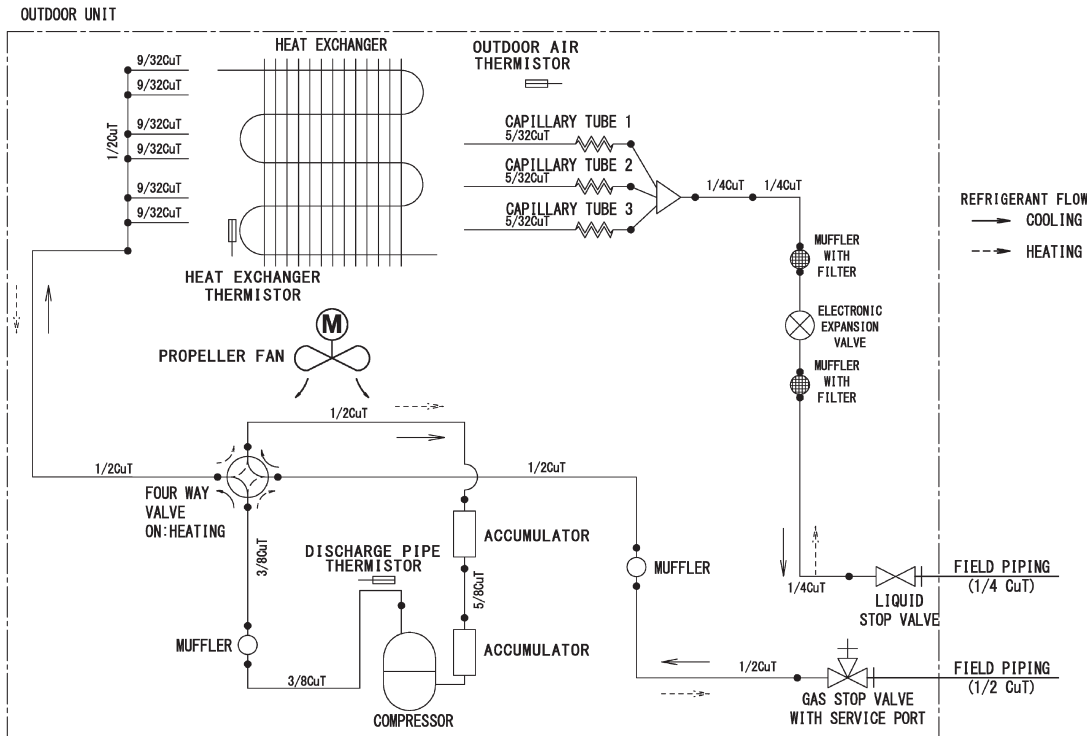 OUTDOOR UNIT
HEAT EXCHANGER
OUTDOOR AIR
THERMISTOR
9/32CuT
9/32CuT
9/32CuT
9/32CuT
9/32CuT
9/32CuT
1/2CuT
CAPILLARY TUBE 1
5/32CuT
CAPILLARY TUBE 2
5/32CuT
CAPILLARY TUBE 3
5/32CuT
1/4CuT
1/4CuT
REFRIGERANT FLOW
COOLING
HEATING
MUFFLER
WITH
FILTER
ELECTRONIC
EXPANSION
VALVE
MUFFLER
WITH
FILTER
HEAT EXCHANGER
THERMISTOR
M
PROPELLER FAN
1/2CuT
1/2CuT
1/2CuT
FOUR WAY
VALVE
ON:HEATING
3/8CuT
DISCHARGE PIPE
THERMISTOR
ACCUMULATOR
5/8CuT
MUFFLER
1/4CuT
LIQUID
STOP VALVE
FIELD PIPING
(1/4 CuT)
MUFFLER
3/8CuT
COMPRESSOR
ACCUMULATOR
1/2CuT
GAS STOP VALVE
WITH SERVICE PORT
FIELD PIPING
(1/2 CuT)